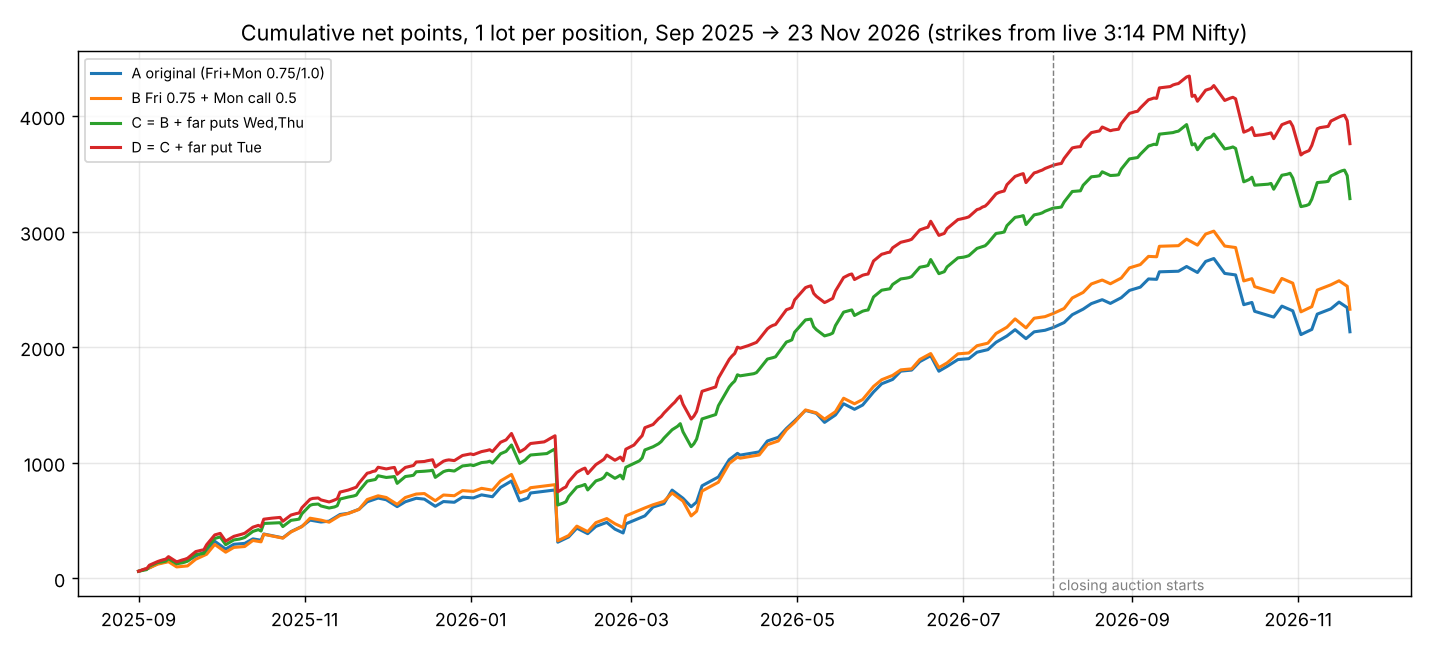 Cumulative net points, 1 lot per position, Sep 2025 → 23 Nov 2026 (strikes from live 3:14 PM Nifty)
A original (Fri+Mon 0.75/1.0)
B Fri 0.75 + Mon call 0.5
C = B + far puts Wed,Thu
D = C + far put Tue
4000
3000
2000
1000
0
closing auction starts
2025-09
2025-11
2026-01
2026-03
2026-05
2026-07
2026-09
2026-11